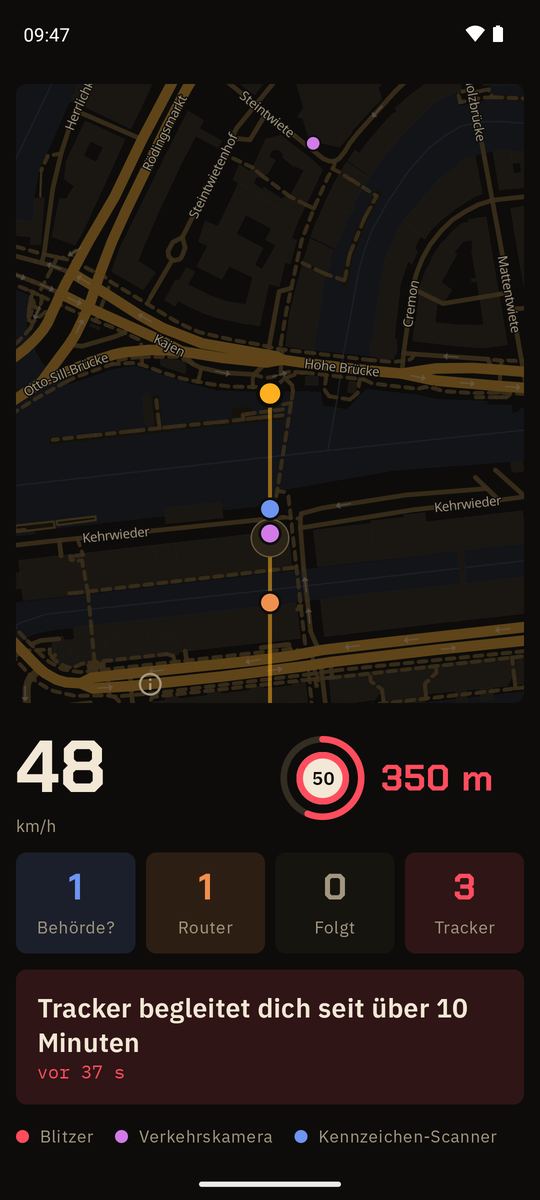 09:47
Herrlichk
Rödingsmarkt
Steintwiete
Steintwietenhof
olzbrücke
Mattentwiete
Cremon
Kajen
Otto-Sill-Brücke
Hohe Brücke
Kehrwieder
Kehrwieder
48
km/h
50
350 m
1
Behörde?
1
Router
0
Folgt
3
Tracker
Tracker begleitet dich seit über 10
Minuten
vor 37 s
Blitzer
Verkehrskamera
Kennzeichen-Scanner